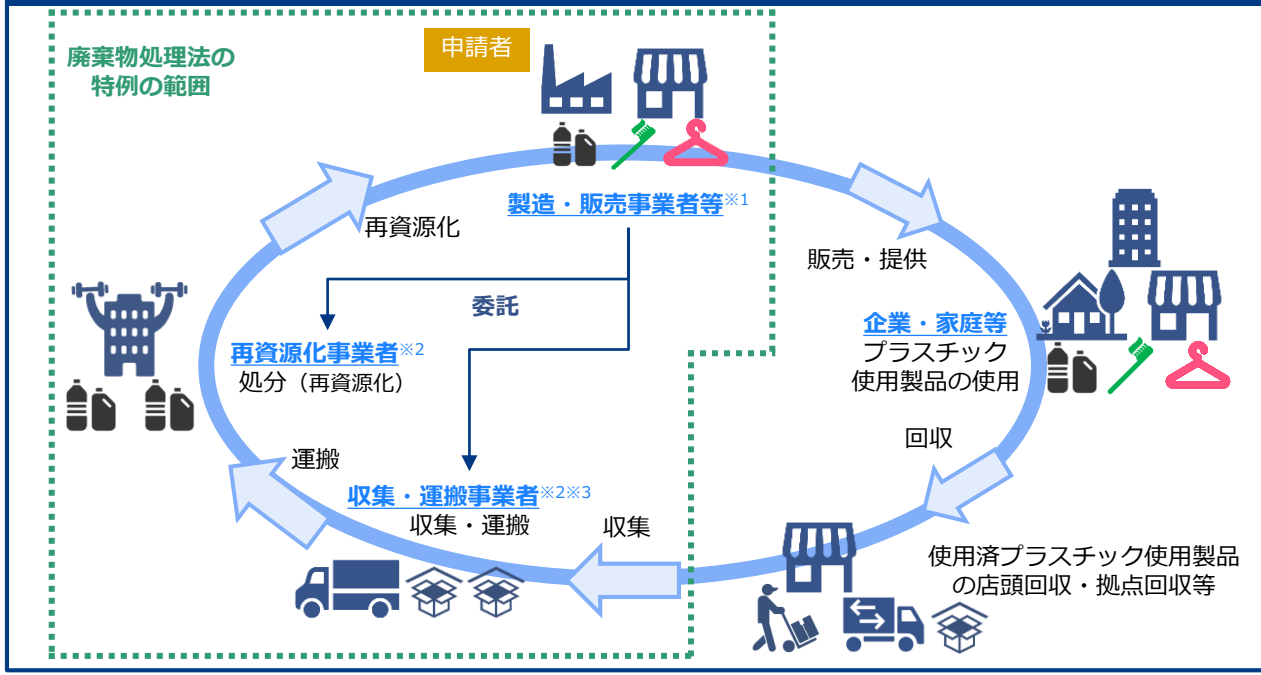 廃棄物処理法の
特例の範囲
申請者
製造・販売事業者等※1
再資源化
販売・提供
委託
企業・家庭等
プラスチック
使用製品の使用
再資源化事業者※2
処分（再資源化）
回収
運搬
収集・運搬事業者※2※3
収集・運搬
収集
使用済プラスチック使用製品
の店頭回収・拠点回収等